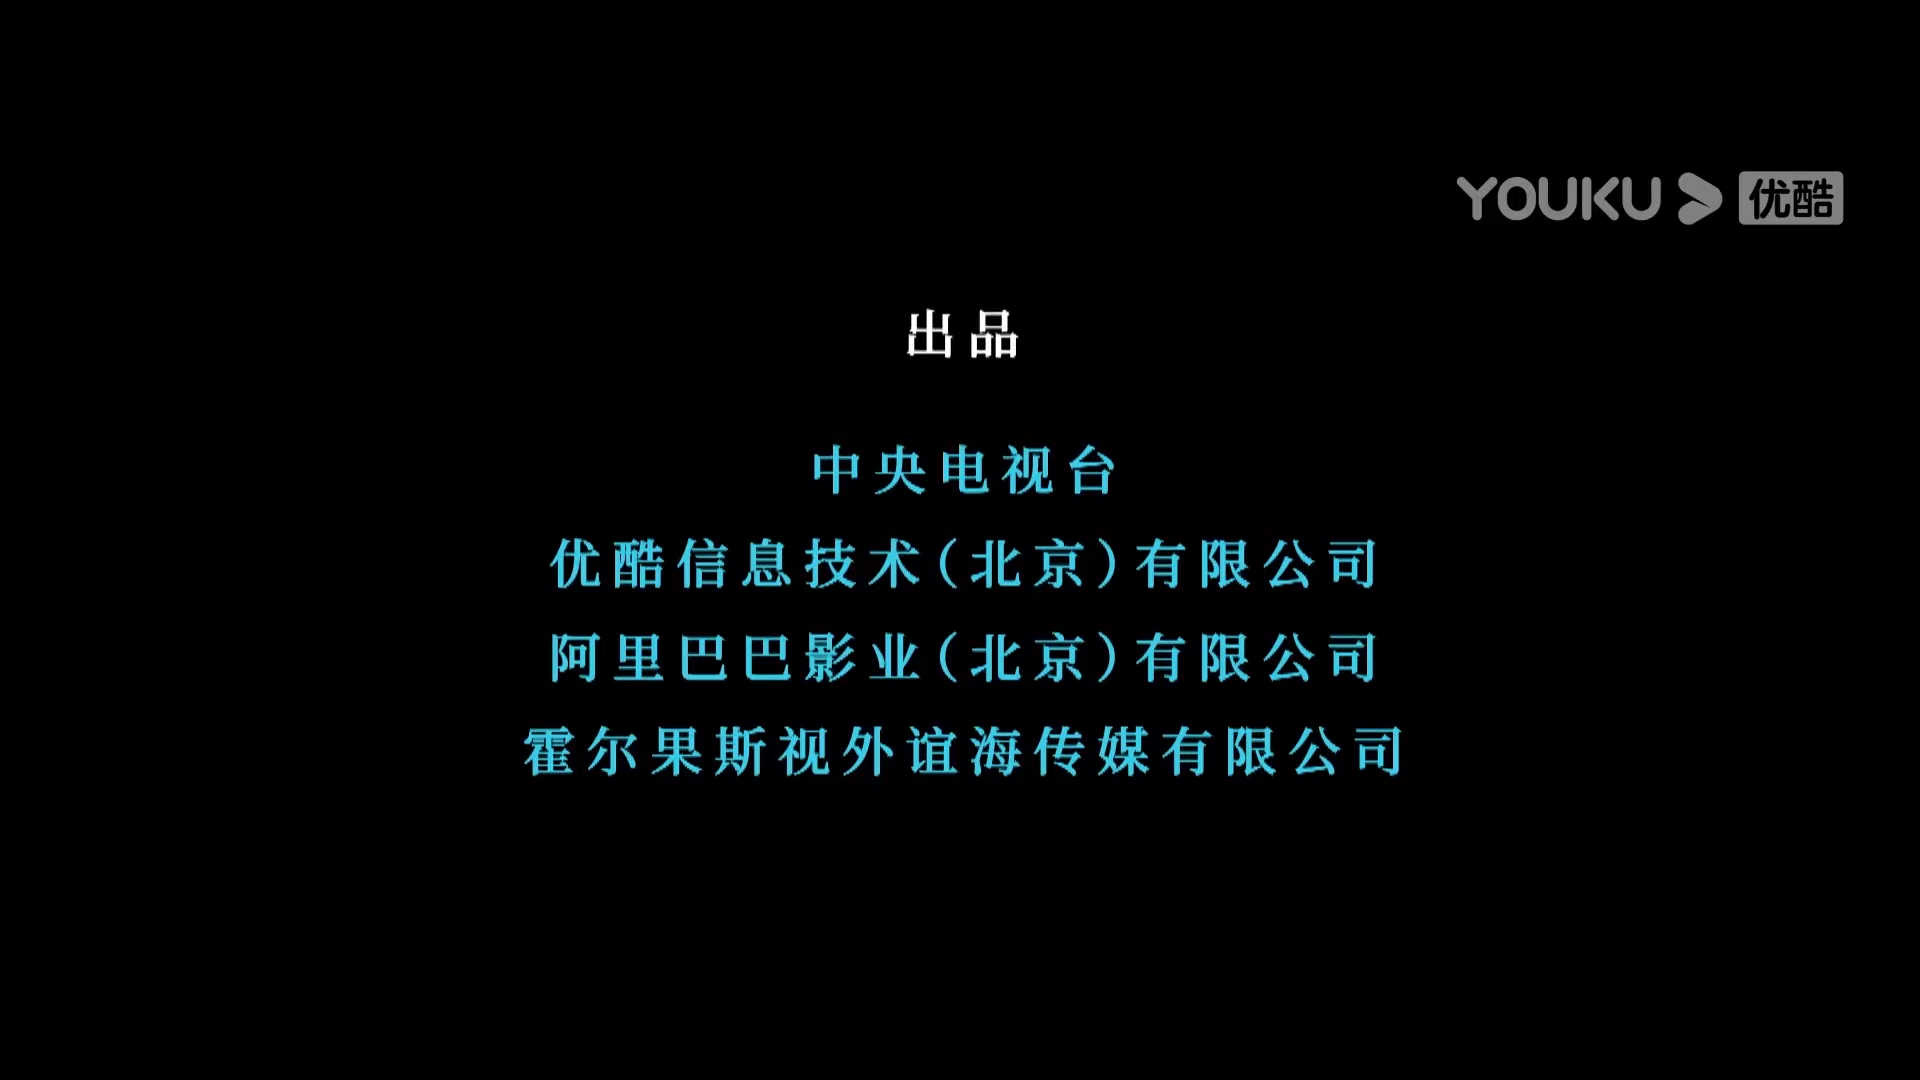 YOUKU 优酷
出品
中央电视台
优酷信息技术(北京)有限公司
阿里巴巴影业(北京)有限公司
霍尔果斯视外谊海传媒有限公司